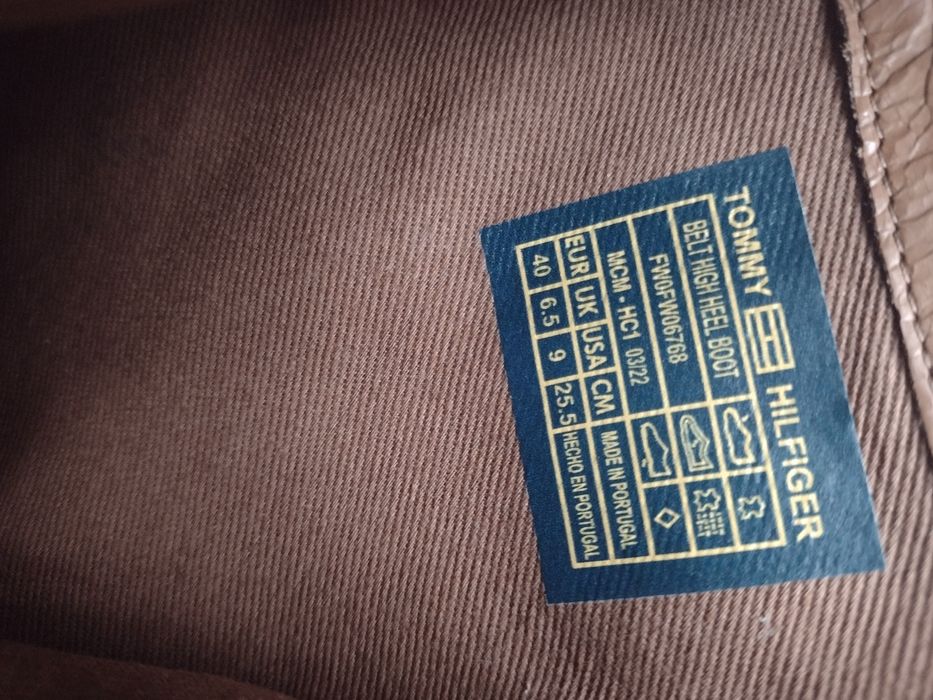 TOMMY HILFIGER
BELT HIGH HEEL BOOT
FW0FW06768
MCM - HC1 03/22
EUR UK USA CM MADE IN PORTUGAL
40 6.5 9 25.5 HECHO EN PORTUGAL